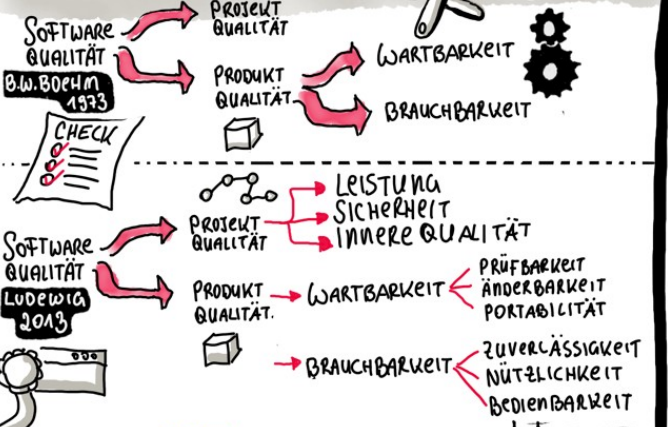 PROJEKT
QUALITÄT
SOFTWARE
QUALITÄT
B.W.BOEHM
1973
PRODUKT
QUALITÄT
WARTBARKEIT
BRAUCHBARKEIT
CHECK
SOFTWARE
QUALITÄT
LUDEWIG
2013
PROJEKT
QUALITÄT
LEISTUNG
SICHERHEIT
INNERE QUALITÄT
PRODUKT
QUALITÄT.
WARTBARKEIT
PRÜFBARKEIT
ÄNDERBARKEIT
PORTABILITÄT
BRAUCHBARKEIT
ZUVERLÄSSIGKEIT
NÜTZLICHKEIT
BEDIENBARKEIT